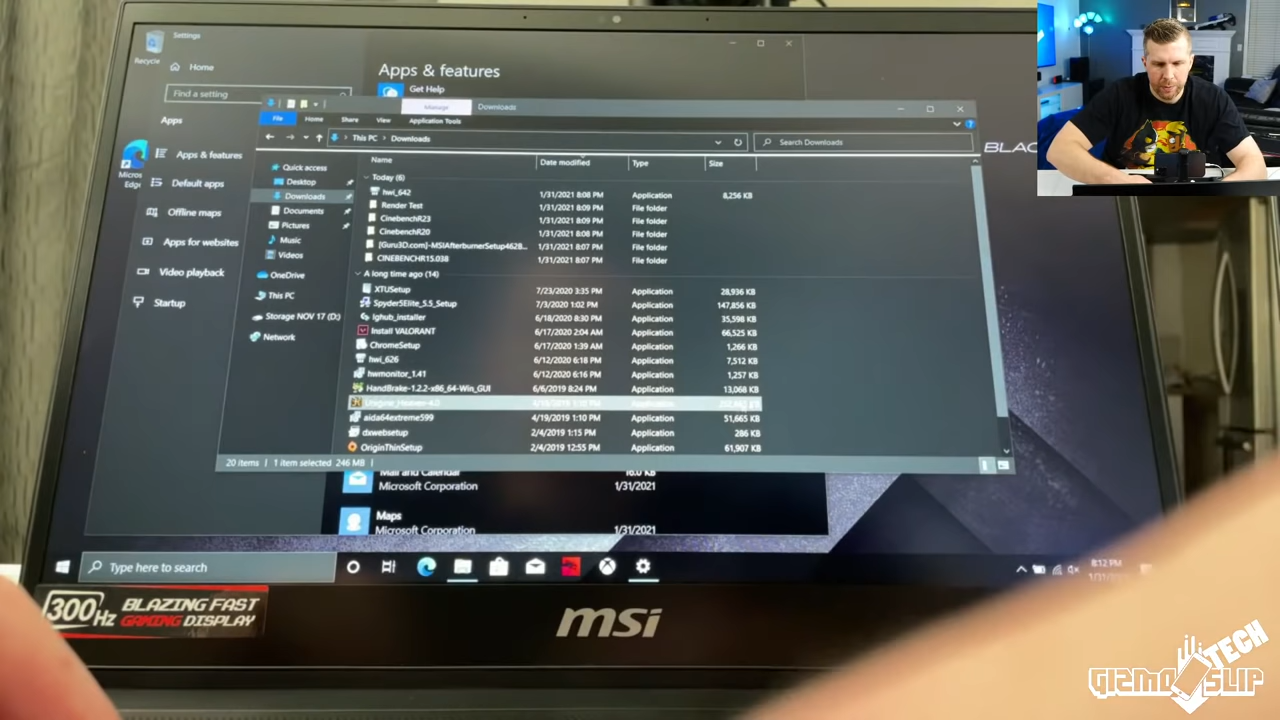 Settings
Recycle
Home
Apps & features
Get Help
Find a setting
Apps
Manage
Downloads
File
Home
Share
View
Application Tools
This PC > Downloads
Search Downloads
Micros
Edge
Apps & features
Default apps
Offline maps
Apps for websites
Video playback
Startup
Quick access
Desktop
Downloads
Documents
Pictures
Music
Videos
OneDrive
This PC
Storage NOV 17 (D:)
Network
Name Date modified Type Size
Today (6)
hwi_642 1/31/2021 8:08 PM Application 8,256 KB
Render Test 1/31/2021 8:09 PM File folder
CinebenchR23 1/31/2021 8:09 PM File folder
CinebenchR20 1/31/2021 8:08 PM File folder
[Guru3D.com]-MSIAfterburnerSetup4628... 1/31/2021 8:07 PM File folder
CINEBENCHR15.038 1/31/2021 8:07 PM File folder
A long time ago (14)
XTUSetup 7/23/2020 3:35 PM Application 28,936 KB
Spyder5Elite_5.5_Setup 7/3/2020 1:02 PM Application 147,856 KB
lghub_installer 6/18/2020 8:30 PM Application 35,598 KB
Install VALORANT 6/17/2020 2:04 AM Application 66,525 KB
ChromeSetup 6/17/2020 1:39 AM Application 1,266 KB
hwi_626 6/12/2020 6:18 PM Application 7,512 KB
hwmonitor_1.41 6/12/2020 6:16 PM Application 1,257 KB
HandBrake-1.2.2-x86_64-Win_GUI 6/6/2019 8:24 PM Application 13,068 KB
Application
aida64extreme599 4/19/2019 1:10 PM Application 51,665 KB
dxwebsetup 2/4/2019 1:15 PM Application 286 KB
OriginThinSetup 2/4/2019 12:55 PM Application 61,907 KB
20 items 1 item selected 246 MB
Mail and Calendar 16.0 KB
Microsoft Corporation 1/31/2021
Maps
Microsoft Corporation 1/31/2021
BLAC
Type here to search
8:12 PM
300Hz BLAZING FAST
GAMING DISPLAY
msi
GIZMO SLIP
TECH